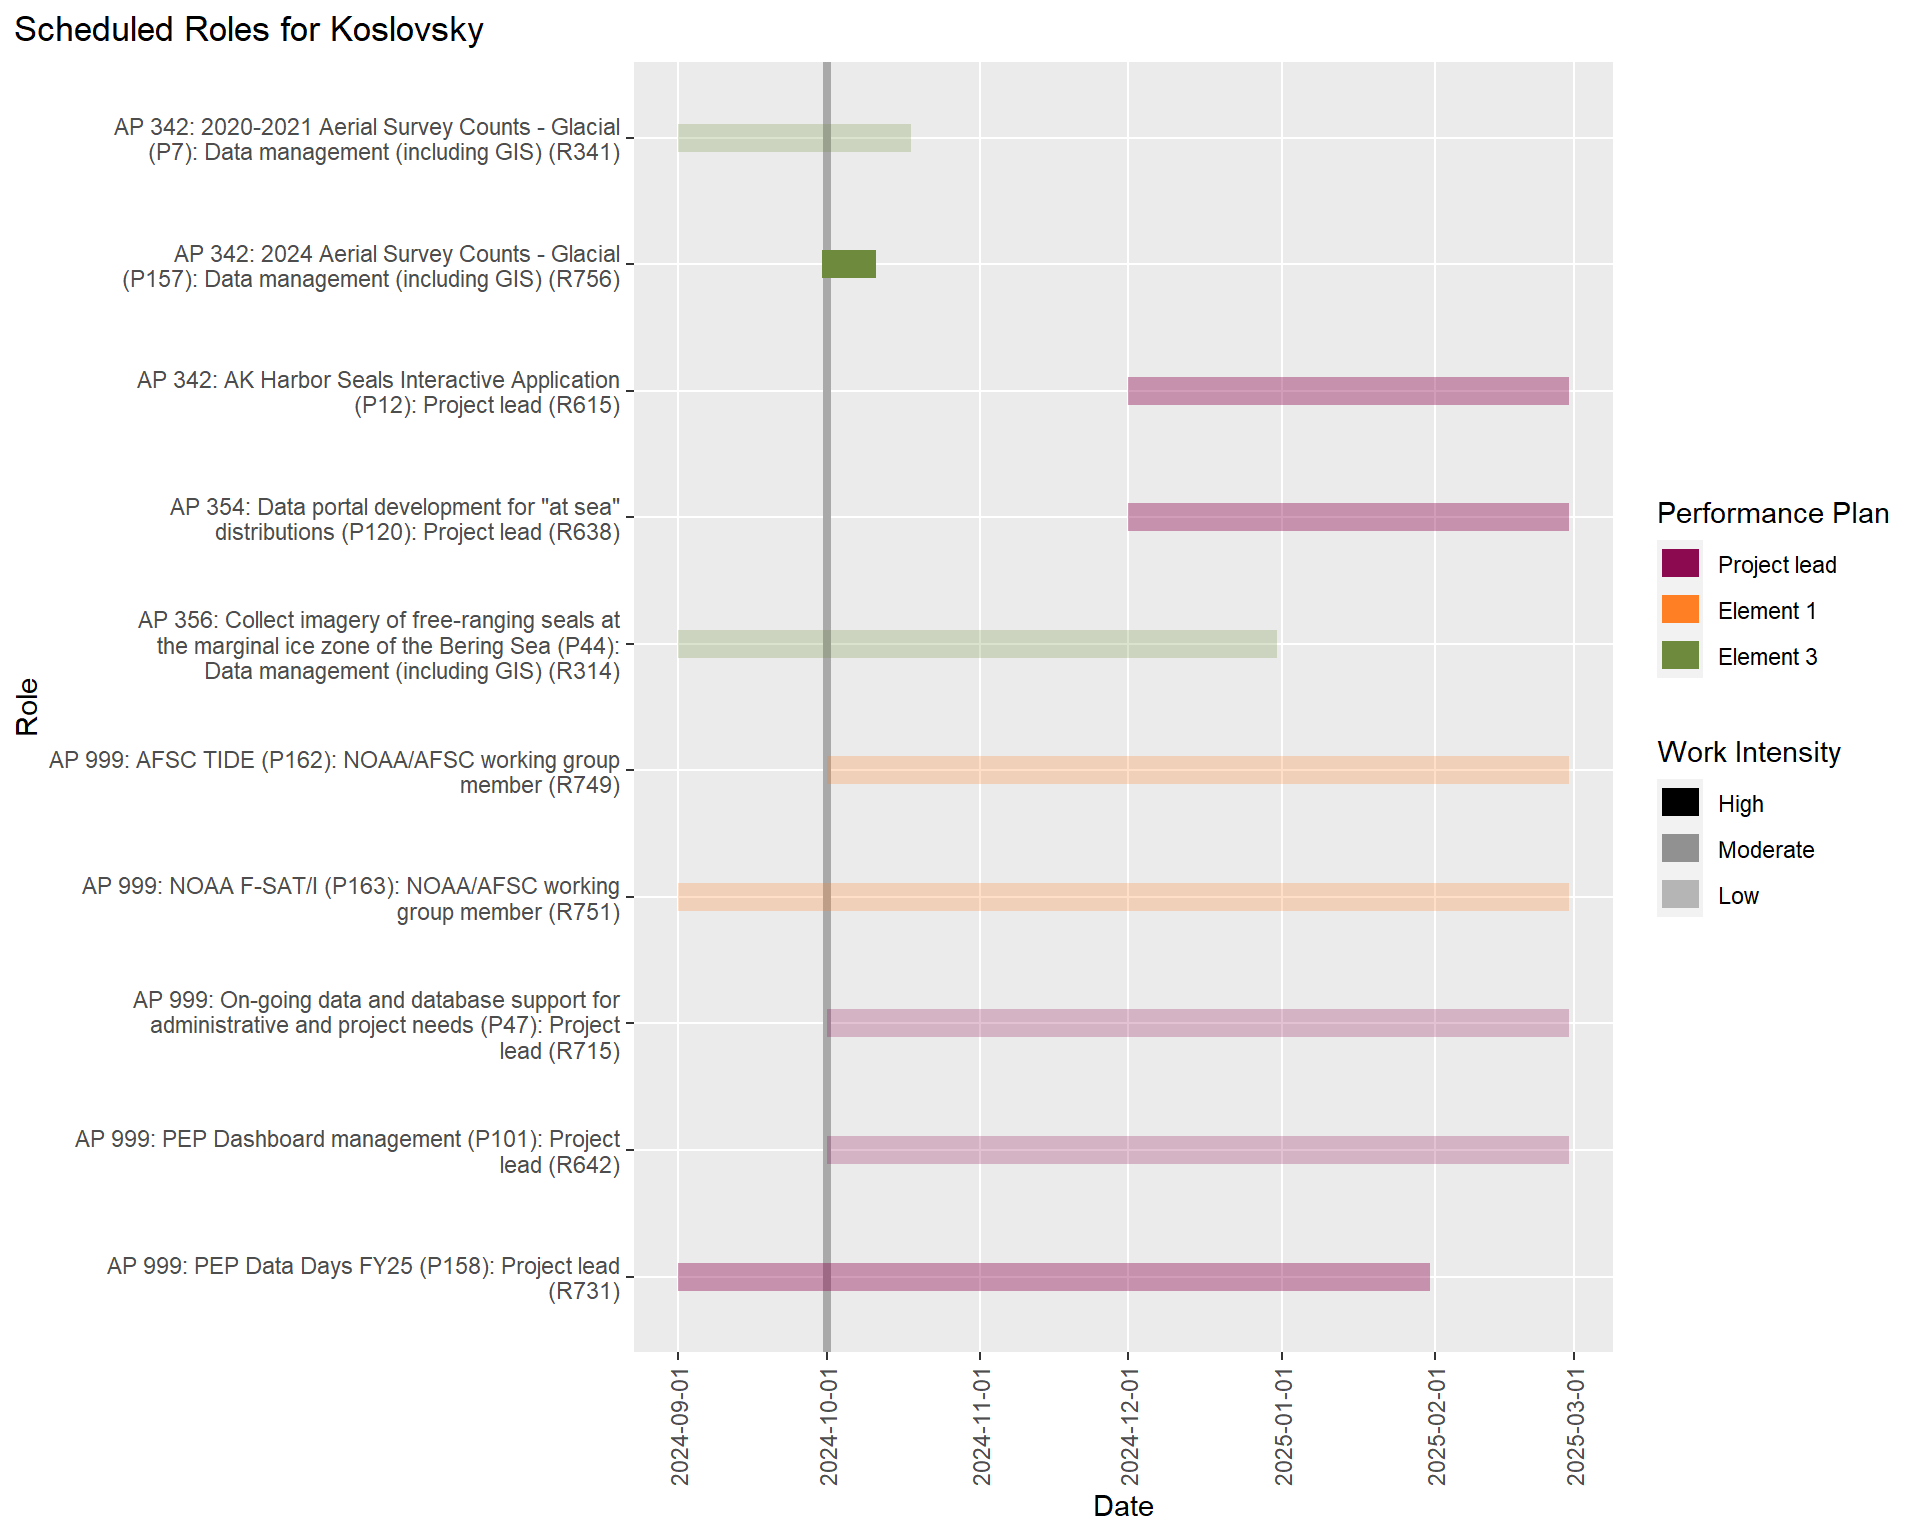 Scheduled Roles for Koslovsky
AP 342: 2020-2021 Aerial Survey Counts - Glacial
(P7): Data management (including GIS) (R341)
AP 342: 2024 Aerial Survey Counts - Glacial
(P157): Data management (including GIS) (R756)
AP 342: AK Harbor Seals Interactive Application
(P12): Project lead (R615)
AP 354: Data portal development for "at sea"
distributions (P120): Project lead (R638)
AP 356: Collect imagery of free-ranging seals at
the marginal ice zone of the Bering Sea (P44):
Data management (including GIS) (R314)
AP 999: AFSC TIDE (P162): NOAA/AFSC working group
member (R749)
AP 999: NOAA F-SAT/I (P163): NOAA/AFSC working
group member (R751)
AP 999: On-going data and database support for
administrative and project needs (P47): Project
lead (R715)
AP 999: PEP Dashboard management (P101): Project
lead (R642)
AP 999: PEP Data Days FY25 (P158): Project lead
(R731)
Role
2024-09-01
2024-10-01
2024-11-01
2024-12-01
2025-01-01
2025-02-01
2025-03-01
Date
Performance Plan
Project lead
Element 1
Element 3
Work Intensity
High
Moderate
Low